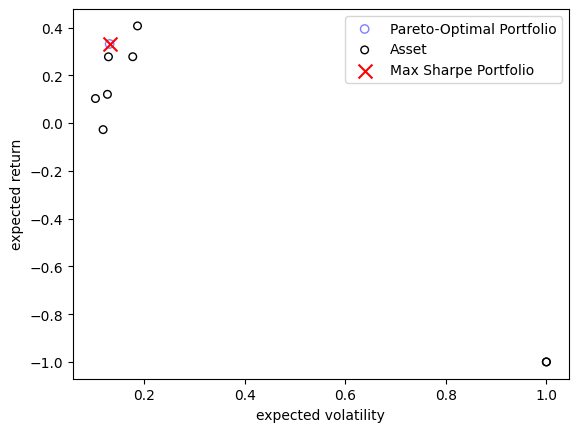 Pareto-Optimal Portfolio
Asset
Max Sharpe Portfolio
0.4
0.2
0.0
−0.2
−0.4
−0.6
−0.8
−1.0
expected return
0.2
0.4
0.6
0.8
1.0
expected volatility